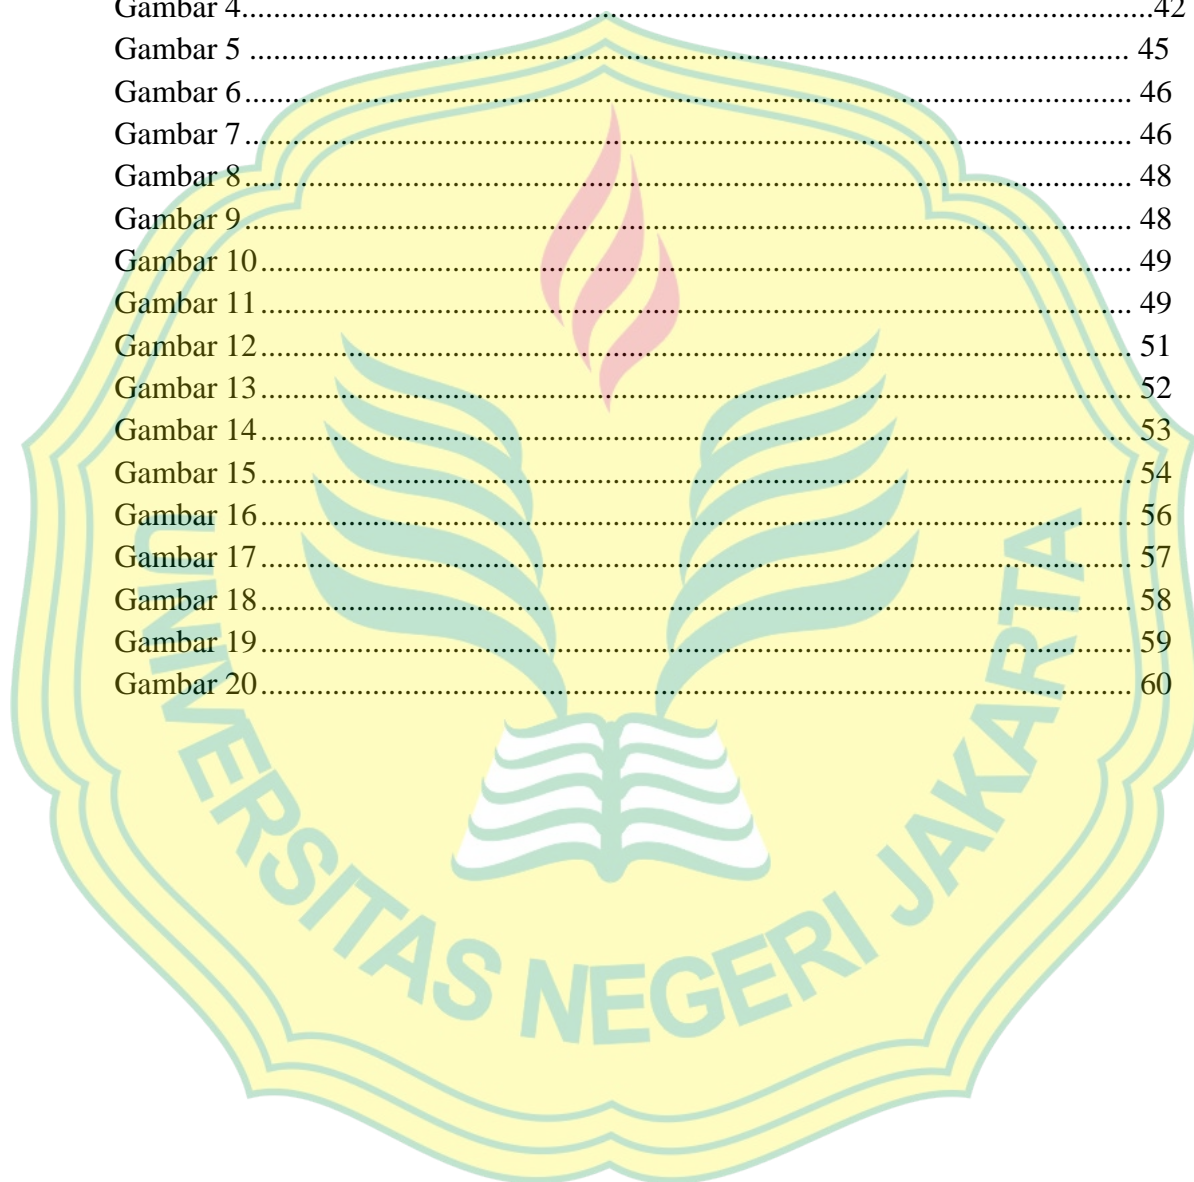 Gambar 4..........................................................................................................42
Gambar 5 ....................................................................................................... 45
Gambar 6........................................................................................................ 46
Gambar 7........................................................................................................ 46
Gambar 8........................................................................................................ 48
Gambar 9........................................................................................................ 48
Gambar 10...................................................................................................... 49
Gambar 11...................................................................................................... 49
Gambar 12...................................................................................................... 51
Gambar 13...................................................................................................... 52
Gambar 14...................................................................................................... 53
Gambar 15...................................................................................................... 54
Gambar 16...................................................................................................... 56
Gambar 17...................................................................................................... 57
Gambar 18...................................................................................................... 58
Gambar 19...................................................................................................... 59
Gambar 20...................................................................................................... 60
UNIVERSITAS NEGERI JAKARTA